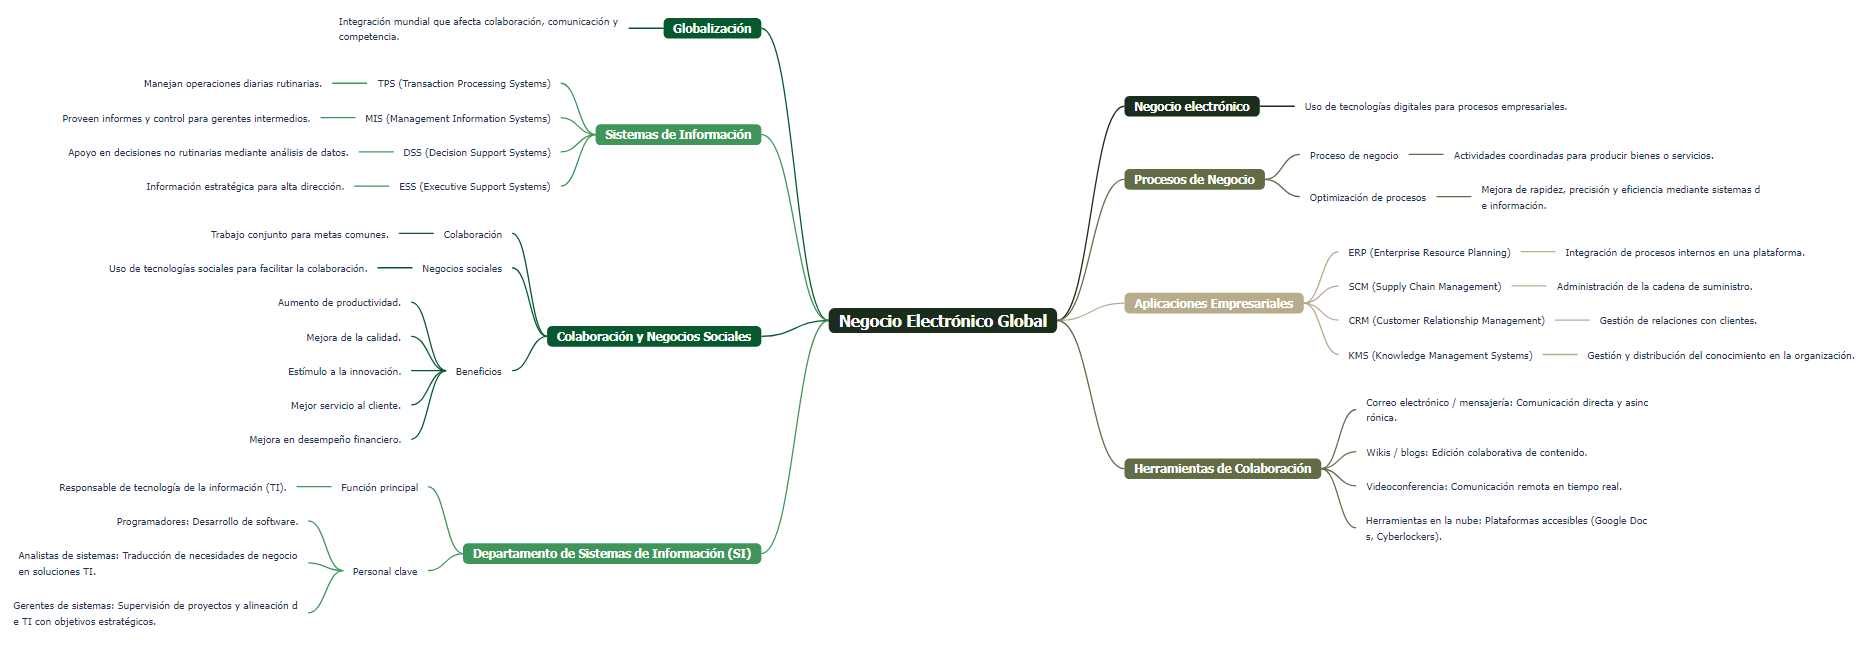 Negocio Electrónico Global
Negocio electrónico
Uso de tecnologías digitales para procesos empresariales.
Procesos de Negocio
Proceso de negocio
Actividades coordinadas para producir bienes o servicios.
Optimización de procesos
Mejora de rapidez, precisión y eficiencia mediante sistemas d
e información.
Aplicaciones Empresariales
ERP (Enterprise Resource Planning)
Integración de procesos internos en una plataforma.
SCM (Supply Chain Management)
Administración de la cadena de suministro.
CRM (Customer Relationship Management)
Gestión de relaciones con clientes.
KMS (Knowledge Management Systems)
Gestión y distribución del conocimiento en la organización.
Herramientas de Colaboración
Correo electrónico / mensajería: Comunicación directa y asinc
rónica.
Wikis / blogs: Edición colaborativa de contenido.
Videoconferencia: Comunicación remota en tiempo real.
Herramientas en la nube: Plataformas accesibles (Google Doc
s, Cyberlockers).
Globalización
Integración mundial que afecta colaboración, comunicación y
competencia.
Sistemas de Información
TPS (Transaction Processing Systems)
Manejan operaciones diarias rutinarias.
MIS (Management Information Systems)
Proveen informes y control para gerentes intermedios.
DSS (Decision Support Systems)
Apoyo en decisiones no rutinarias mediante análisis de datos.
ESS (Executive Support Systems)
Información estratégica para alta dirección.
Colaboración y Negocios Sociales
Colaboración
Trabajo conjunto para metas comunes.
Negocios sociales
Uso de tecnologías sociales para facilitar la colaboración.
Beneficios
Aumento de productividad.
Mejora de la calidad.
Estímulo a la innovación.
Mejor servicio al cliente.
Mejora en desempeño financiero.
Departamento de Sistemas de Información (SI)
Función principal
Responsable de tecnología de la información (TI).
Personal clave
Programadores: Desarrollo de software.
Analistas de sistemas: Traducción de necesidades de negocio
en soluciones TI.
Gerentes de sistemas: Supervisión de proyectos y alineación d
e TI con objetivos estratégicos.